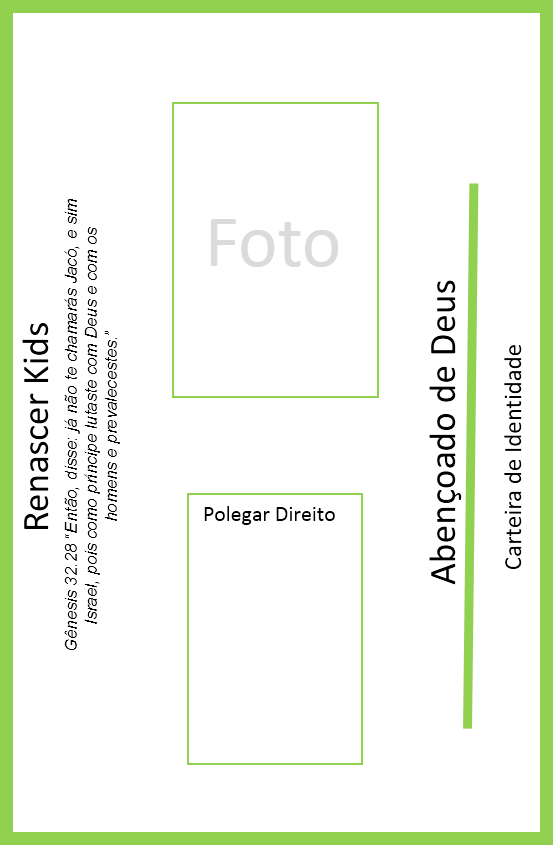 Renascer Kids
Gênesis 32.28 “Então, disse: já não te chamarás Jacó, e sim
Israel, pois como príncipe lutaste com Deus e com os
homens e prevalecestes.”
Foto
Polegar Direito
Abençoado de Deus
Carteira de Identidade